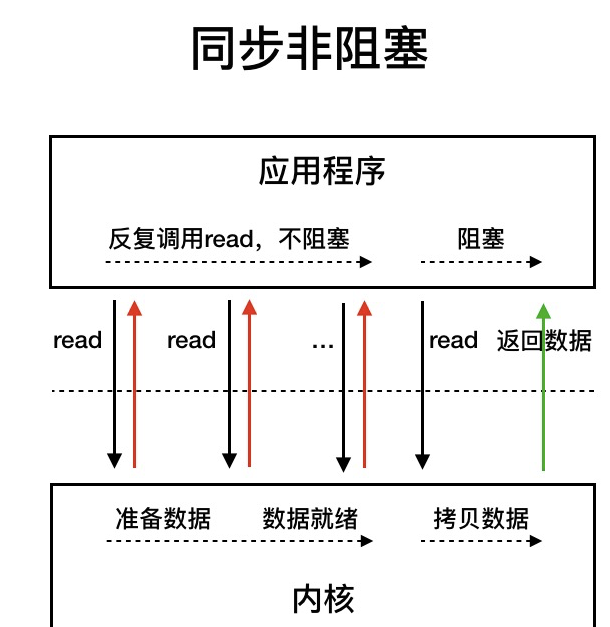 同步非阻塞
应用程序
反复调用read，不阻塞
阻塞
read
read
...
read
返回数据
准备数据
数据就绪
拷贝数据
内核